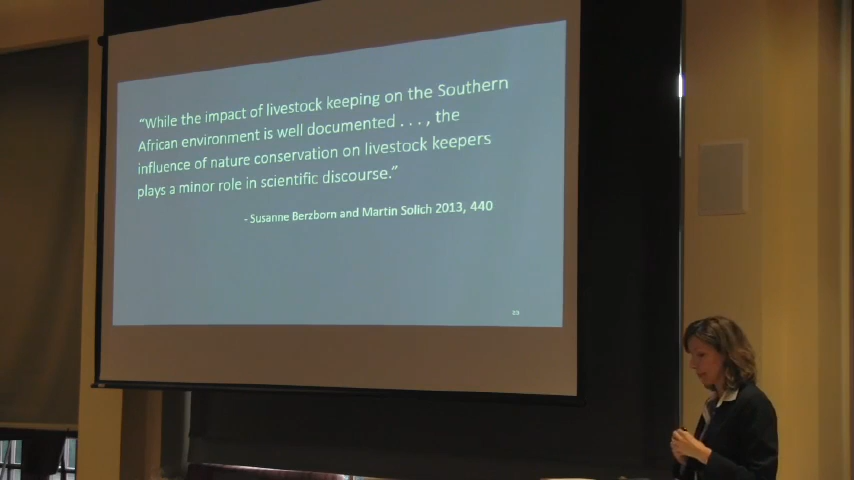 “While the impact of livestock keeping on the Southern
African environment is well documented . . . , the
influence of nature conservation on livestock keepers
plays a minor role in scientific discourse.”
- Susanne Berzborn and Martin Solich 2013, 440